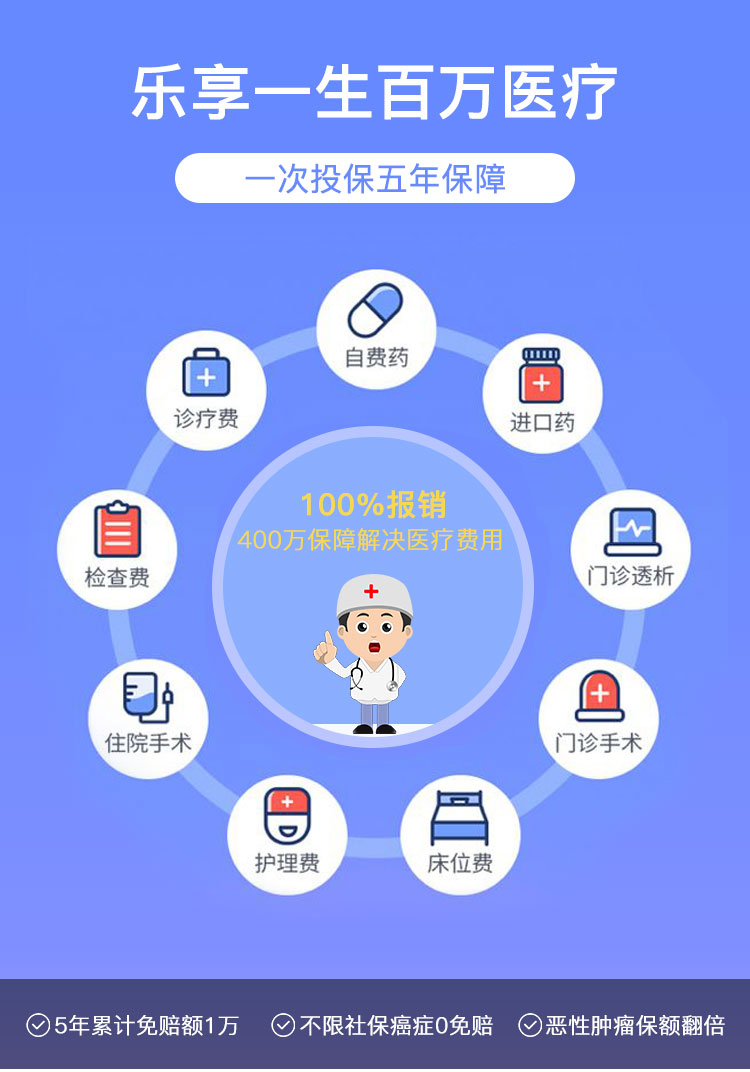 乐享一生百万医疗
一次投保五年保障
自费药
诊疗费
进口药
100%报销
400万保障解决医疗费用
检查费
门诊透析
住院手术
门诊手术
护理费
床位费
5年累计免赔额1万
不限社保癌症0免赔
恶性肿瘤保额翻倍